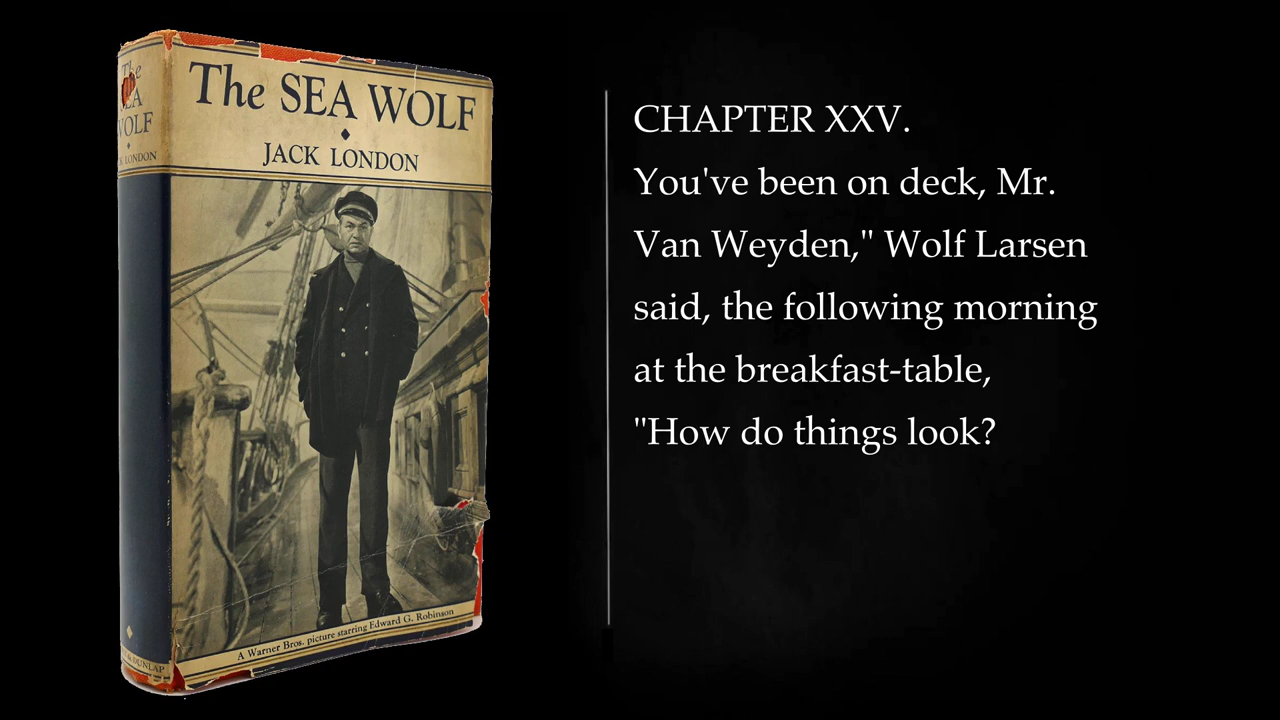 The
SEA
WOLF
LONDON
DUNLAP
The SEA WOLF
JACK LONDON
A Warner Bros. picture starring Edward G. Robinson
CHAPTER XXV.
You've been on deck, Mr.
Van Weyden," Wolf Larsen
said, the following morning
at the breakfast-table,
"How do things look?